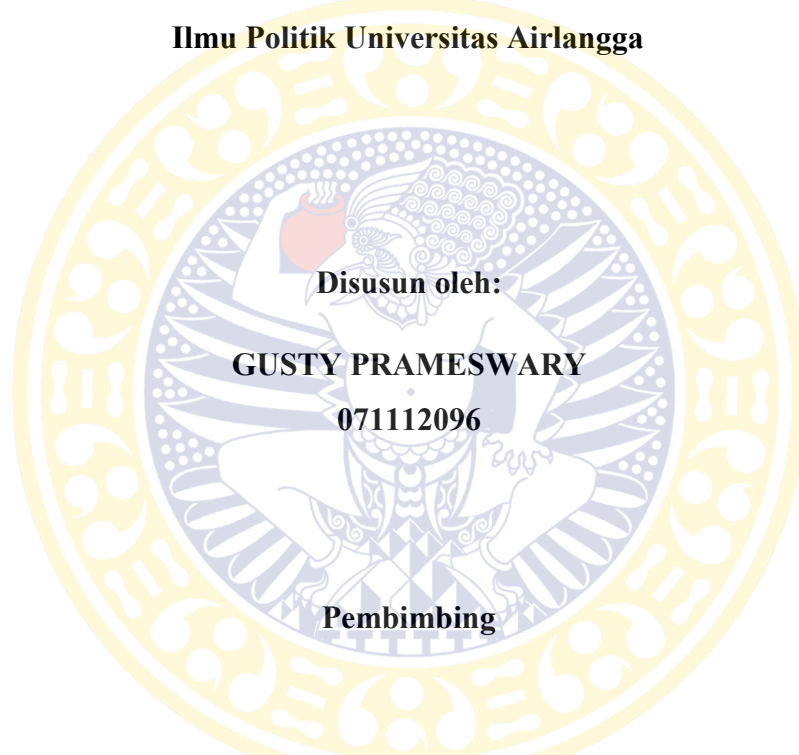 Ilmu Politik Universitas Airlangga
Disusun oleh:
GUSTY PRAMESWARY
071112096
Pembimbing